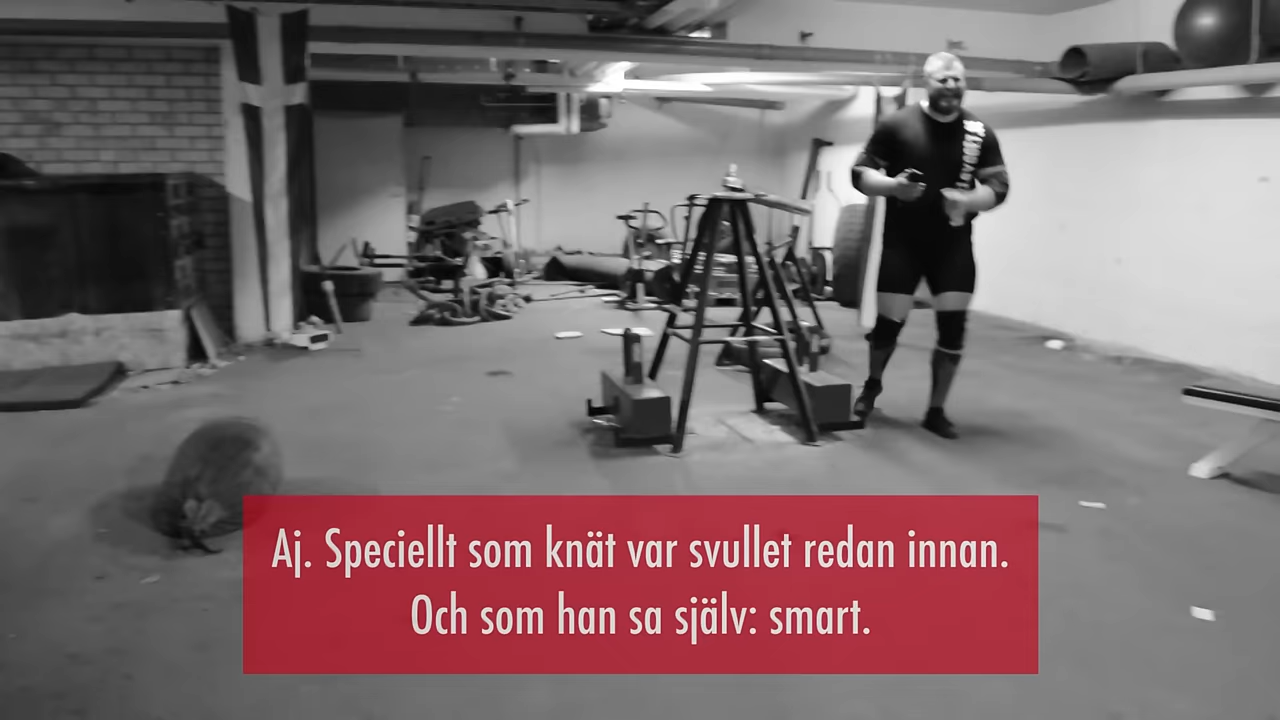 Aj. Speciellt som knät var svullet redan innan.
Och som han sa själv: smart.